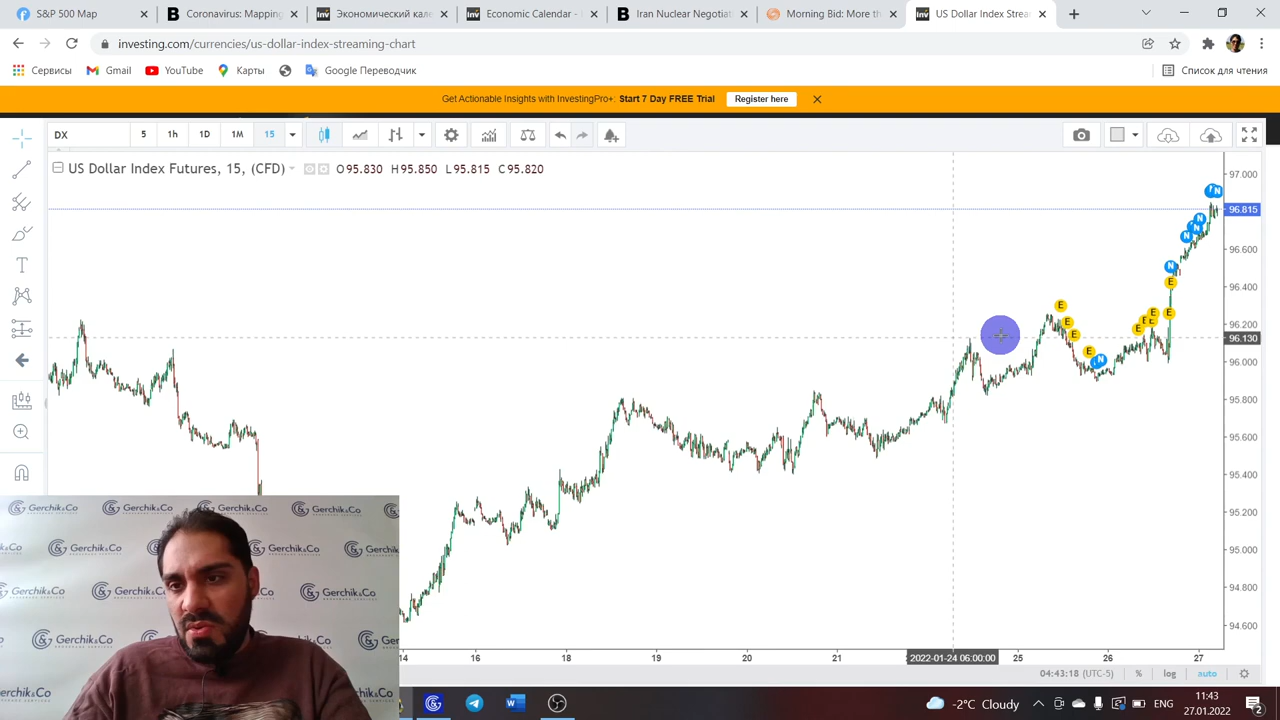 S&P 500 Map
Coronavirus: Mapping
Экономический кале
Economic Calendar -
Iran Nuclear Negotiat
Morning Bid: More th
US Dollar Index Strea
investing.com/currencies/us-dollar-index-streaming-chart
Сервисы
Gmail
YouTube
Карты
Google Переводчик
Список для чтения
Get Actionable Insights with InvestingPro+: Start 7 Day FREE Trial
Register here
DX
5
1h
1D
1M
15
US Dollar Index Futures, 15, (CFD)
O95.830 H95.850 L95.815 C95.820
97.000
96.815
96.600
96.400
96.200
96.130
96.000
95.800
95.600
95.400
95.200
95.000
94.800
94.600
14
16
18
19
20
21
2022-01-24 06:00:00
25
26
27
04:43:18 (UTC-5)
%
log
auto
Gerchik&Co
-2°C Cloudy
ENG
11:43
27.01.2022
2